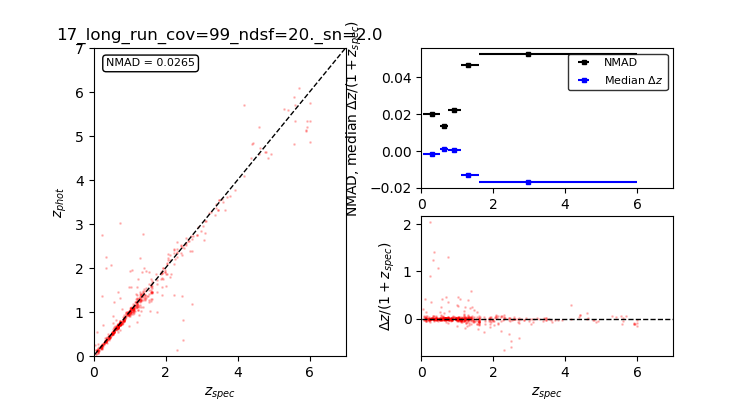 17_long_run_cov=99_ndsf=20._sn=2.0
NMAD = 0.0265
z_phot
7
6
5
4
3
2
1
0
0 2 4 6
z_spec
NMAD, median Δz/(1 + z_spec)
NMAD
Median Δz
0.04
0.02
0.00
−0.02
0 2 4 6
Δz/(1 + z_spec)
2
1
0
0 2 4 6
z_spec